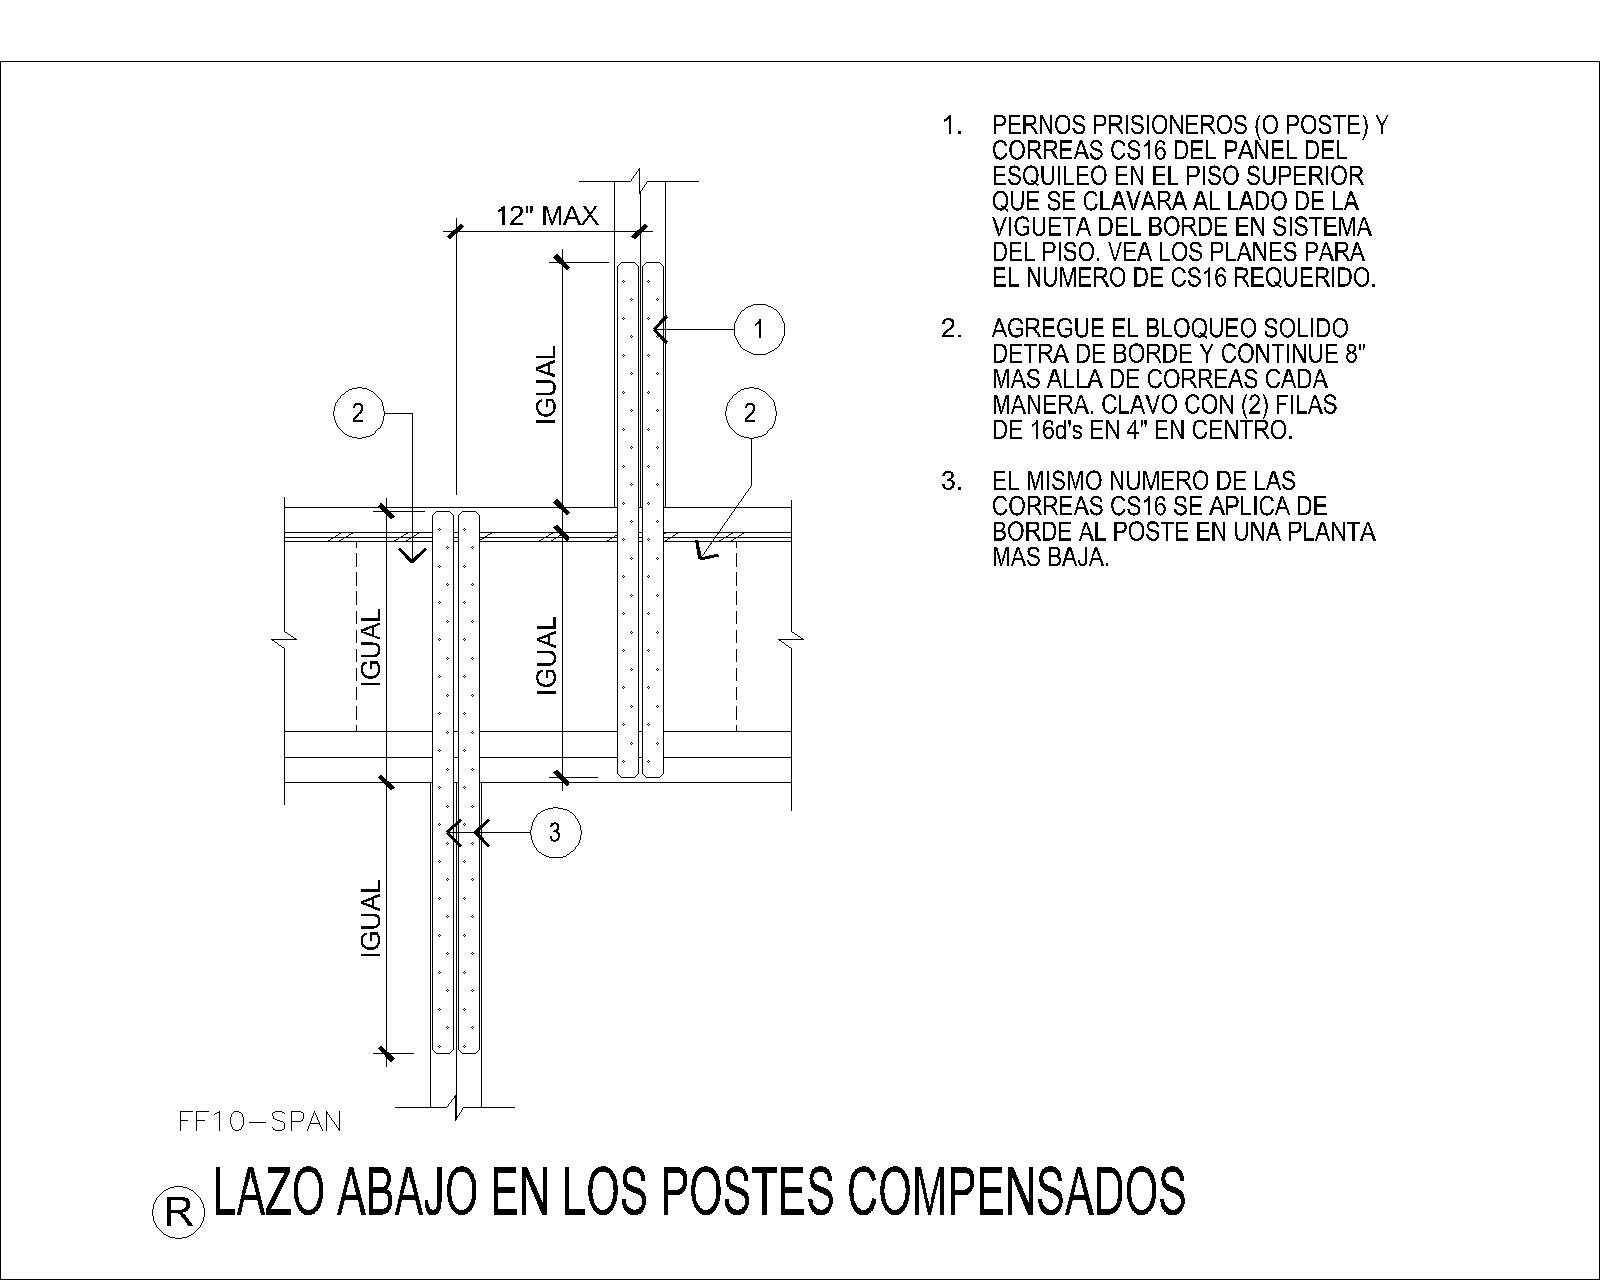 1. PERNOS PRISIONEROS (O POSTE) Y
CORREAS CS16 DEL PANEL DEL
ESQUILEO EN EL PISO SUPERIOR
QUE SE CLAVARA AL LADO DE LA
VIGUETA DEL BORDE EN SISTEMA
DEL PISO. VEA LOS PLANES PARA
EL NUMERO DE CS16 REQUERIDO.
2. AGREGUE EL BLOQUEO SOLIDO
DETRA DE BORDE Y CONTINUE 8"
MAS ALLA DE CORREAS CADA
MANERA. CLAVO CON (2) FILAS
DE 16d's EN 4" EN CENTRO.
3. EL MISMO NUMERO DE LAS
CORREAS CS16 SE APLICA DE
BORDE AL POSTE EN UNA PLANTA
MAS BAJA.
12" MAX
1
IGUAL
2
2
IGUAL
IGUAL
3
IGUAL
FF10-SPAN
R LAZO ABAJO EN LOS POSTES COMPENSADOS